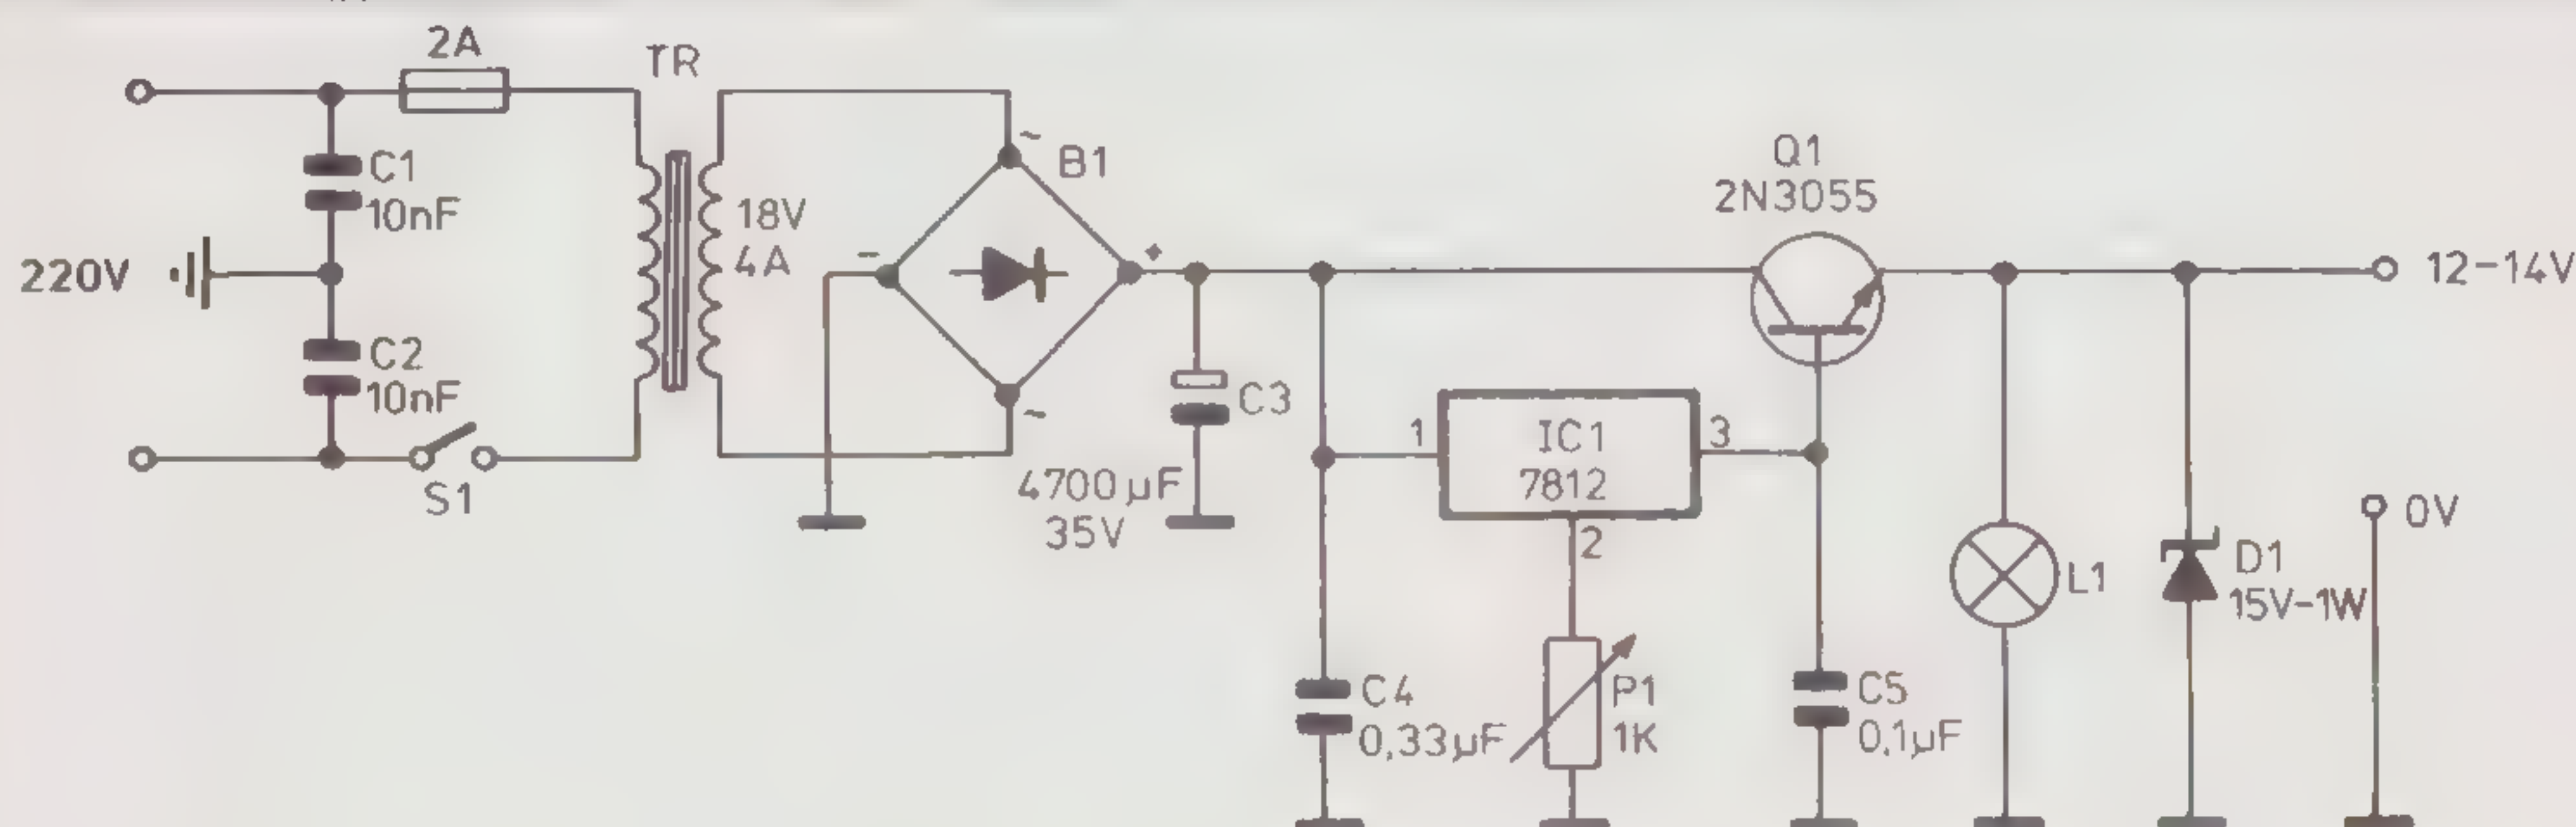 2A
TR
C1
10nF
220V
C2
10nF
S1
18V
4A
~
B1
-
+
~
C3
4700µF
35V
Q1
2N3055
1
IC1
7812
3
2
C4
0,33µF
P1
1K
C5
0,1µF
L1
D1
15V-1W
12-14V
0V